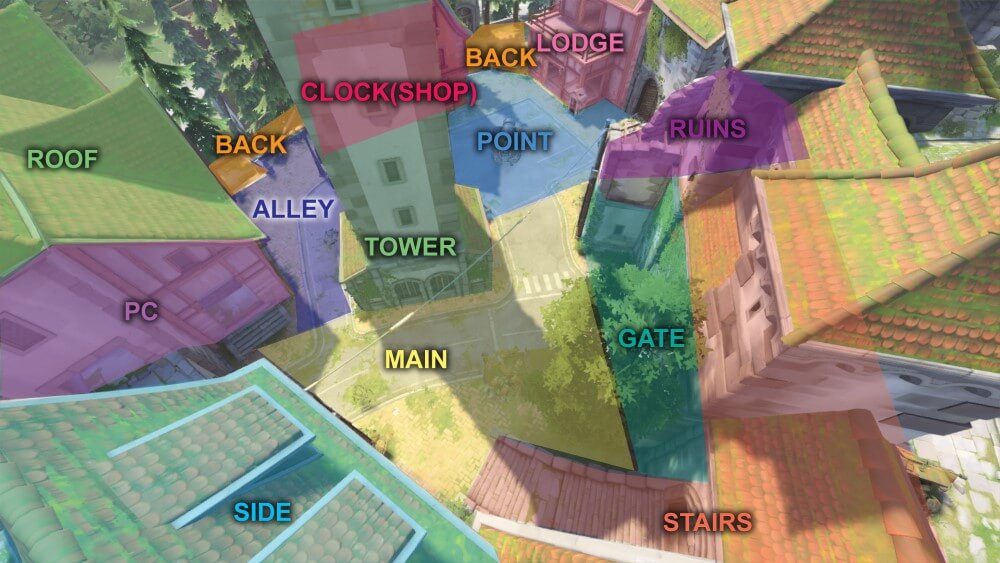 BACK
LODGE
CLOCK(SHOP)
RUINS
POINT
BACK
ROOF
ALLEY
TOWER
PC
GATE
MAIN
SIDE
STAIRS